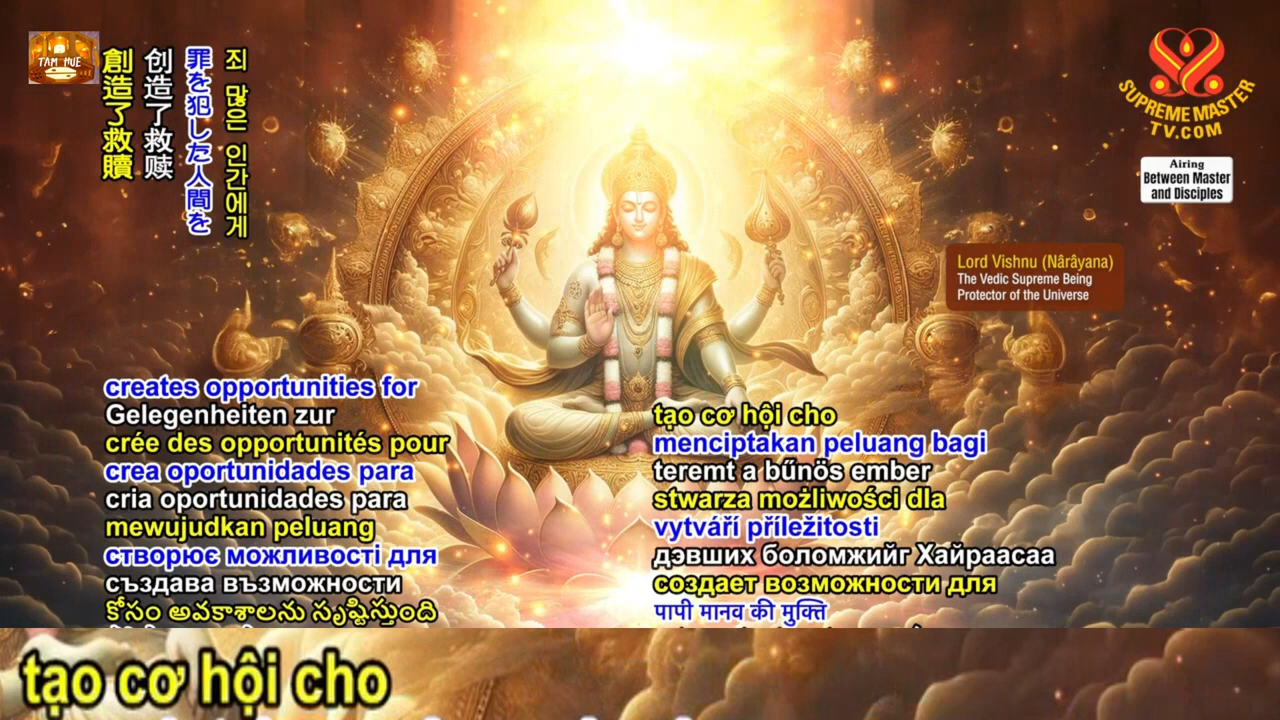 TAM HUE
創造了救贖
创造了救赎
罪を犯した人間を
죄 많은 인간에게
SUPREME MASTER
TV.COM
Airing
Between Master
and Disciples
Lord Vishnu (Nârâyana)
The Vedic Supreme Being
Protector of the Universe
creates opportunities for
Gelegenheiten zur
crée des opportunités pour
crea oportunidades para
cria oportunidades para
mewujudkan peluang
створює можливості для
създава възможности
కోసం అవకాశాలను సృష్టిస్తుంది
tạo cơ hội cho
menciptakan peluang bagi
teremt a bűnös ember
stwarza możliwości dla
vytváří příležitosti
дэвших боломжийг Хайраасаа
создает возможности для
पापी मानव की मुक्ति
tạo cơ hội cho